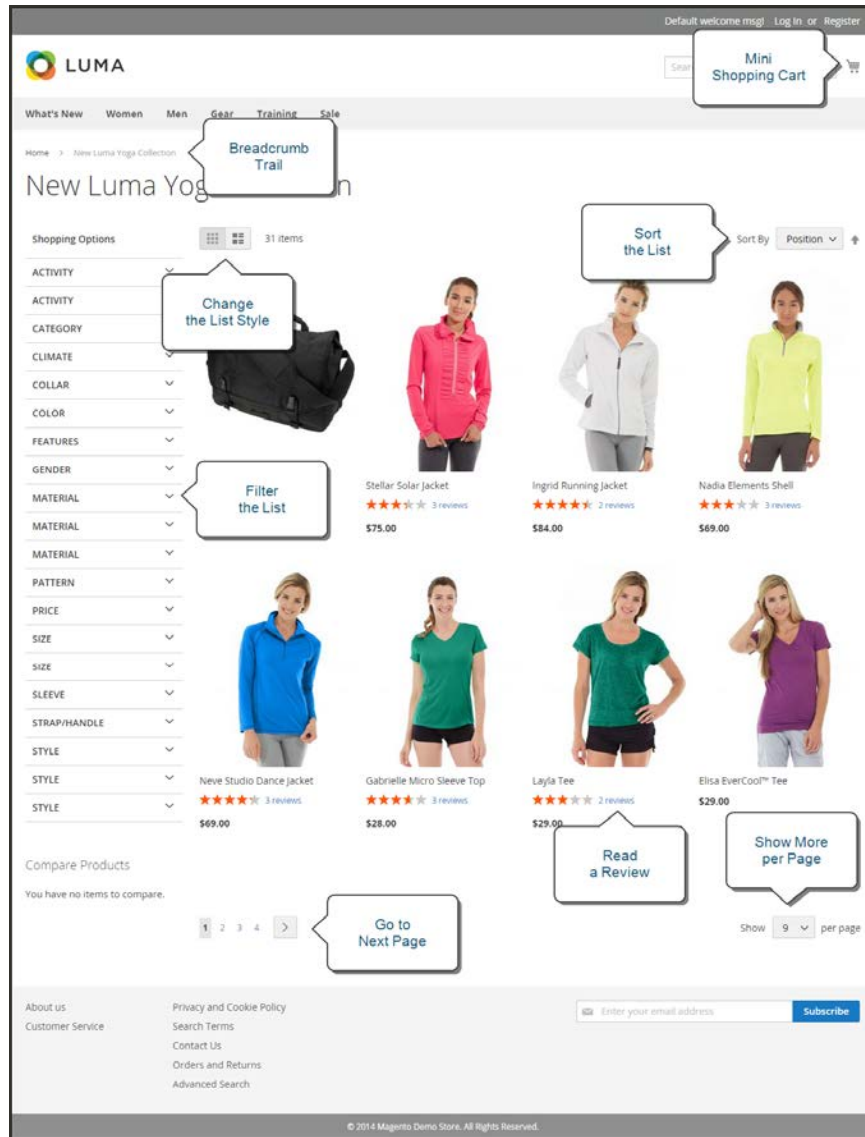 Default welcome msg! Log In or Register
LUMA
Mini
Shopping Cart
What's New Women Men Gear Training Sale
Home > New Luma Yoga Collection
Breadcrumb
Trail
New Luma Yog n
Shopping Options
31 items
Sort
the List
Sort By Position
Change
the List Style
ACTIVITY
ACTIVITY
CATEGORY
CLIMATE
COLLAR
COLOR
FEATURES
GENDER
MATERIAL
MATERIAL
MATERIAL
PATTERN
PRICE
SIZE
SIZE
SLEEVE
STRAP/HANDLE
STYLE
STYLE
STYLE
Filter
the List
Stellar Solar Jacket
3 reviews
$75.00
Ingrid Running Jacket
2 reviews
$84.00
Nadia Elements Shell
3 reviews
$69.00
Neve Studio Dance Jacket
3 reviews
$69.00
Gabrielle Micro Sleeve Top
3 reviews
$28.00
Layla Tee
2 reviews
$29.00
Elisa EverCool™ Tee
$29.00
Read
a Review
Show More
per Page
Compare Products
You have no items to compare.
1 2 3 4
Go to
Next Page
Show 9 per page
About us
Customer Service
Privacy and Cookie Policy
Search Terms
Contact Us
Orders and Returns
Advanced Search
Enter your email address
Subscribe
© 2014 Magento Demo Store. All Rights Reserved.